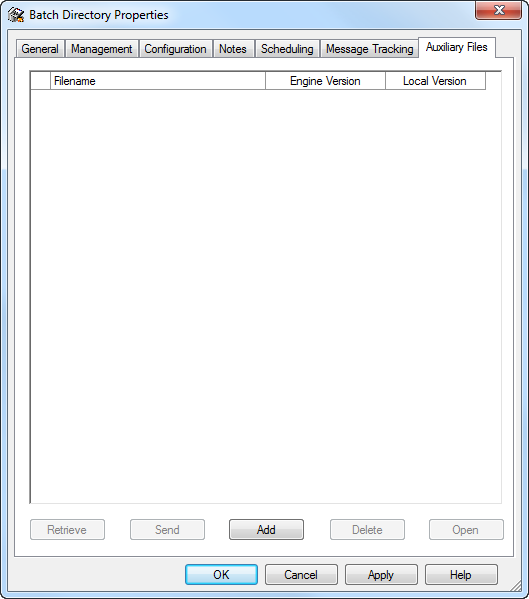 Batch Directory Properties
General Management Configuration Notes Scheduling Message Tracking Auxiliary Files
Filename Engine Version Local Version
Retrieve Send Add Delete Open
OK Cancel Apply Help